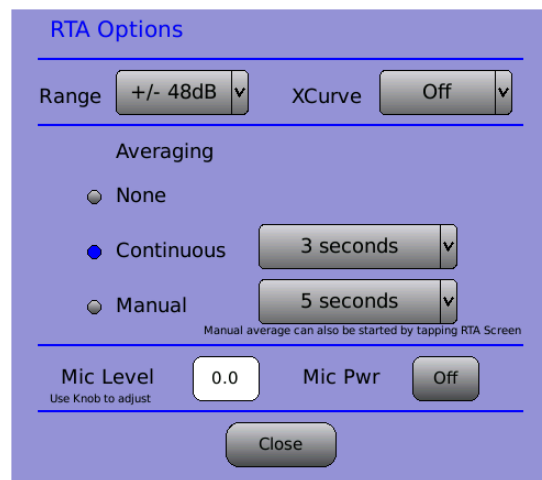 RTA Options
Range +/- 48dB XCurve Off
Averaging
None
Continuous 3 seconds
Manual 5 seconds
Manual average can also be started by tapping RTA Screen
Mic Level 0.0 Mic Pwr Off
Use Knob to adjust
Close